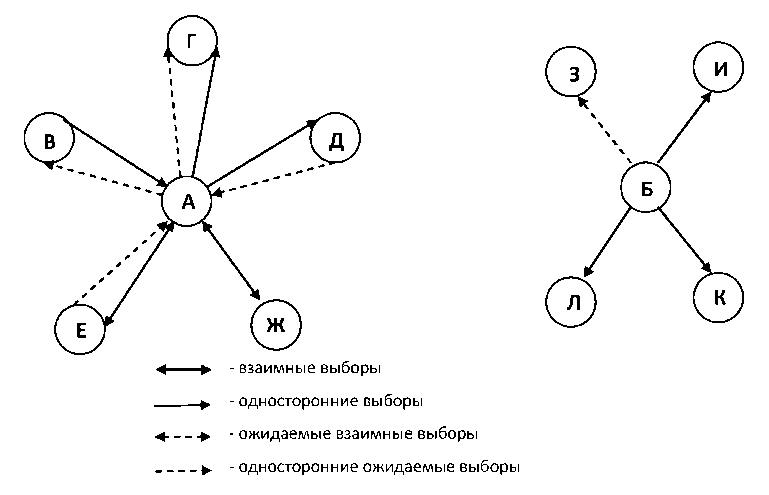 Г
З
И
В
Д
А
Б
Е
Ж
Л
К
- взаимные выборы
- односторонние выборы
- ожидаемые взаимные выборы
- односторонние ожидаемые выборы